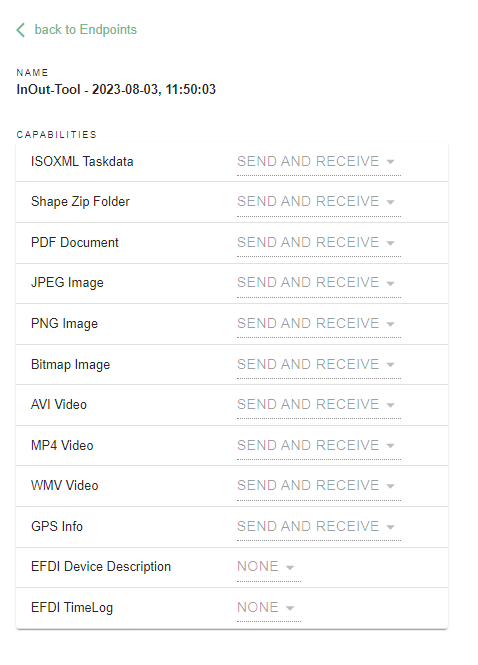 back to Endpoints
NAME
InOut-Tool - 2023-08-03, 11:50:03
CAPABILITIES
ISOXML Taskdata SEND AND RECEIVE
Shape Zip Folder SEND AND RECEIVE
PDF Document SEND AND RECEIVE
JPEG Image SEND AND RECEIVE
PNG Image SEND AND RECEIVE
Bitmap Image SEND AND RECEIVE
AVI Video SEND AND RECEIVE
MP4 Video SEND AND RECEIVE
WMV Video SEND AND RECEIVE
GPS Info SEND AND RECEIVE
EFDI Device Description NONE
EFDI TimeLog NONE